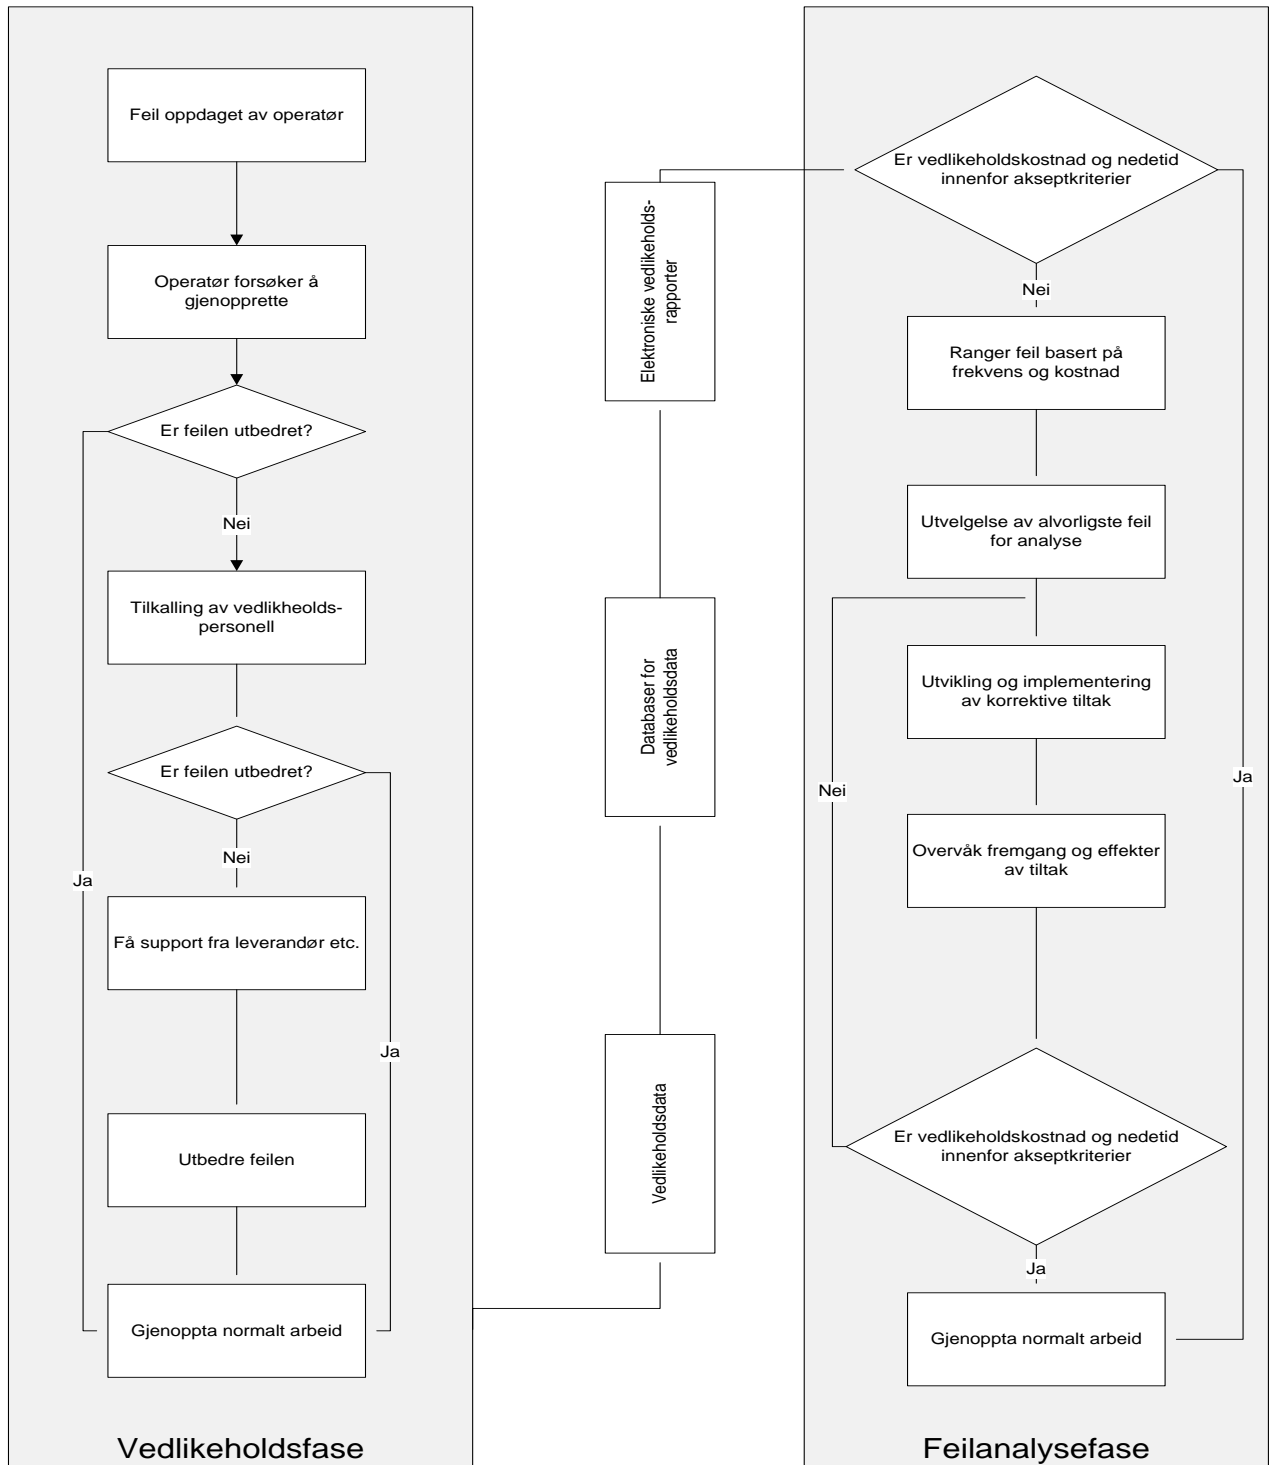 Feil oppdaget av operatør
Operatør forsøker å
gjenopprette
Er feilen utbedret?
Nei
Tilkalling av vedlikheolds-
personell
Er feilen utbedret?
Nei
Ja
Få support fra leverandør etc.
Ja
Utbedre feilen
Gjenoppta normalt arbeid
Vedlikeholdsfase
Elektroniske vedlikeholds-
rapporter
Databaser for
vedlikeholdsdata
Vedlikeholdsdata
Er vedlikeholdskostnad og nedetid
innenfor akseptkriterier
Nei
Ranger feil basert på
frekvens og kostnad
Utvelgelse av alvorligste feil
for analyse
Utvikling og implementering
av korrektive tiltak
Ja
Nei
Overvåk fremgang og effekter
av tiltak
Er vedlikeholdskostnad og nedetid
innenfor akseptkriterier
Ja
Gjenoppta normalt arbeid
Feilanalysefase